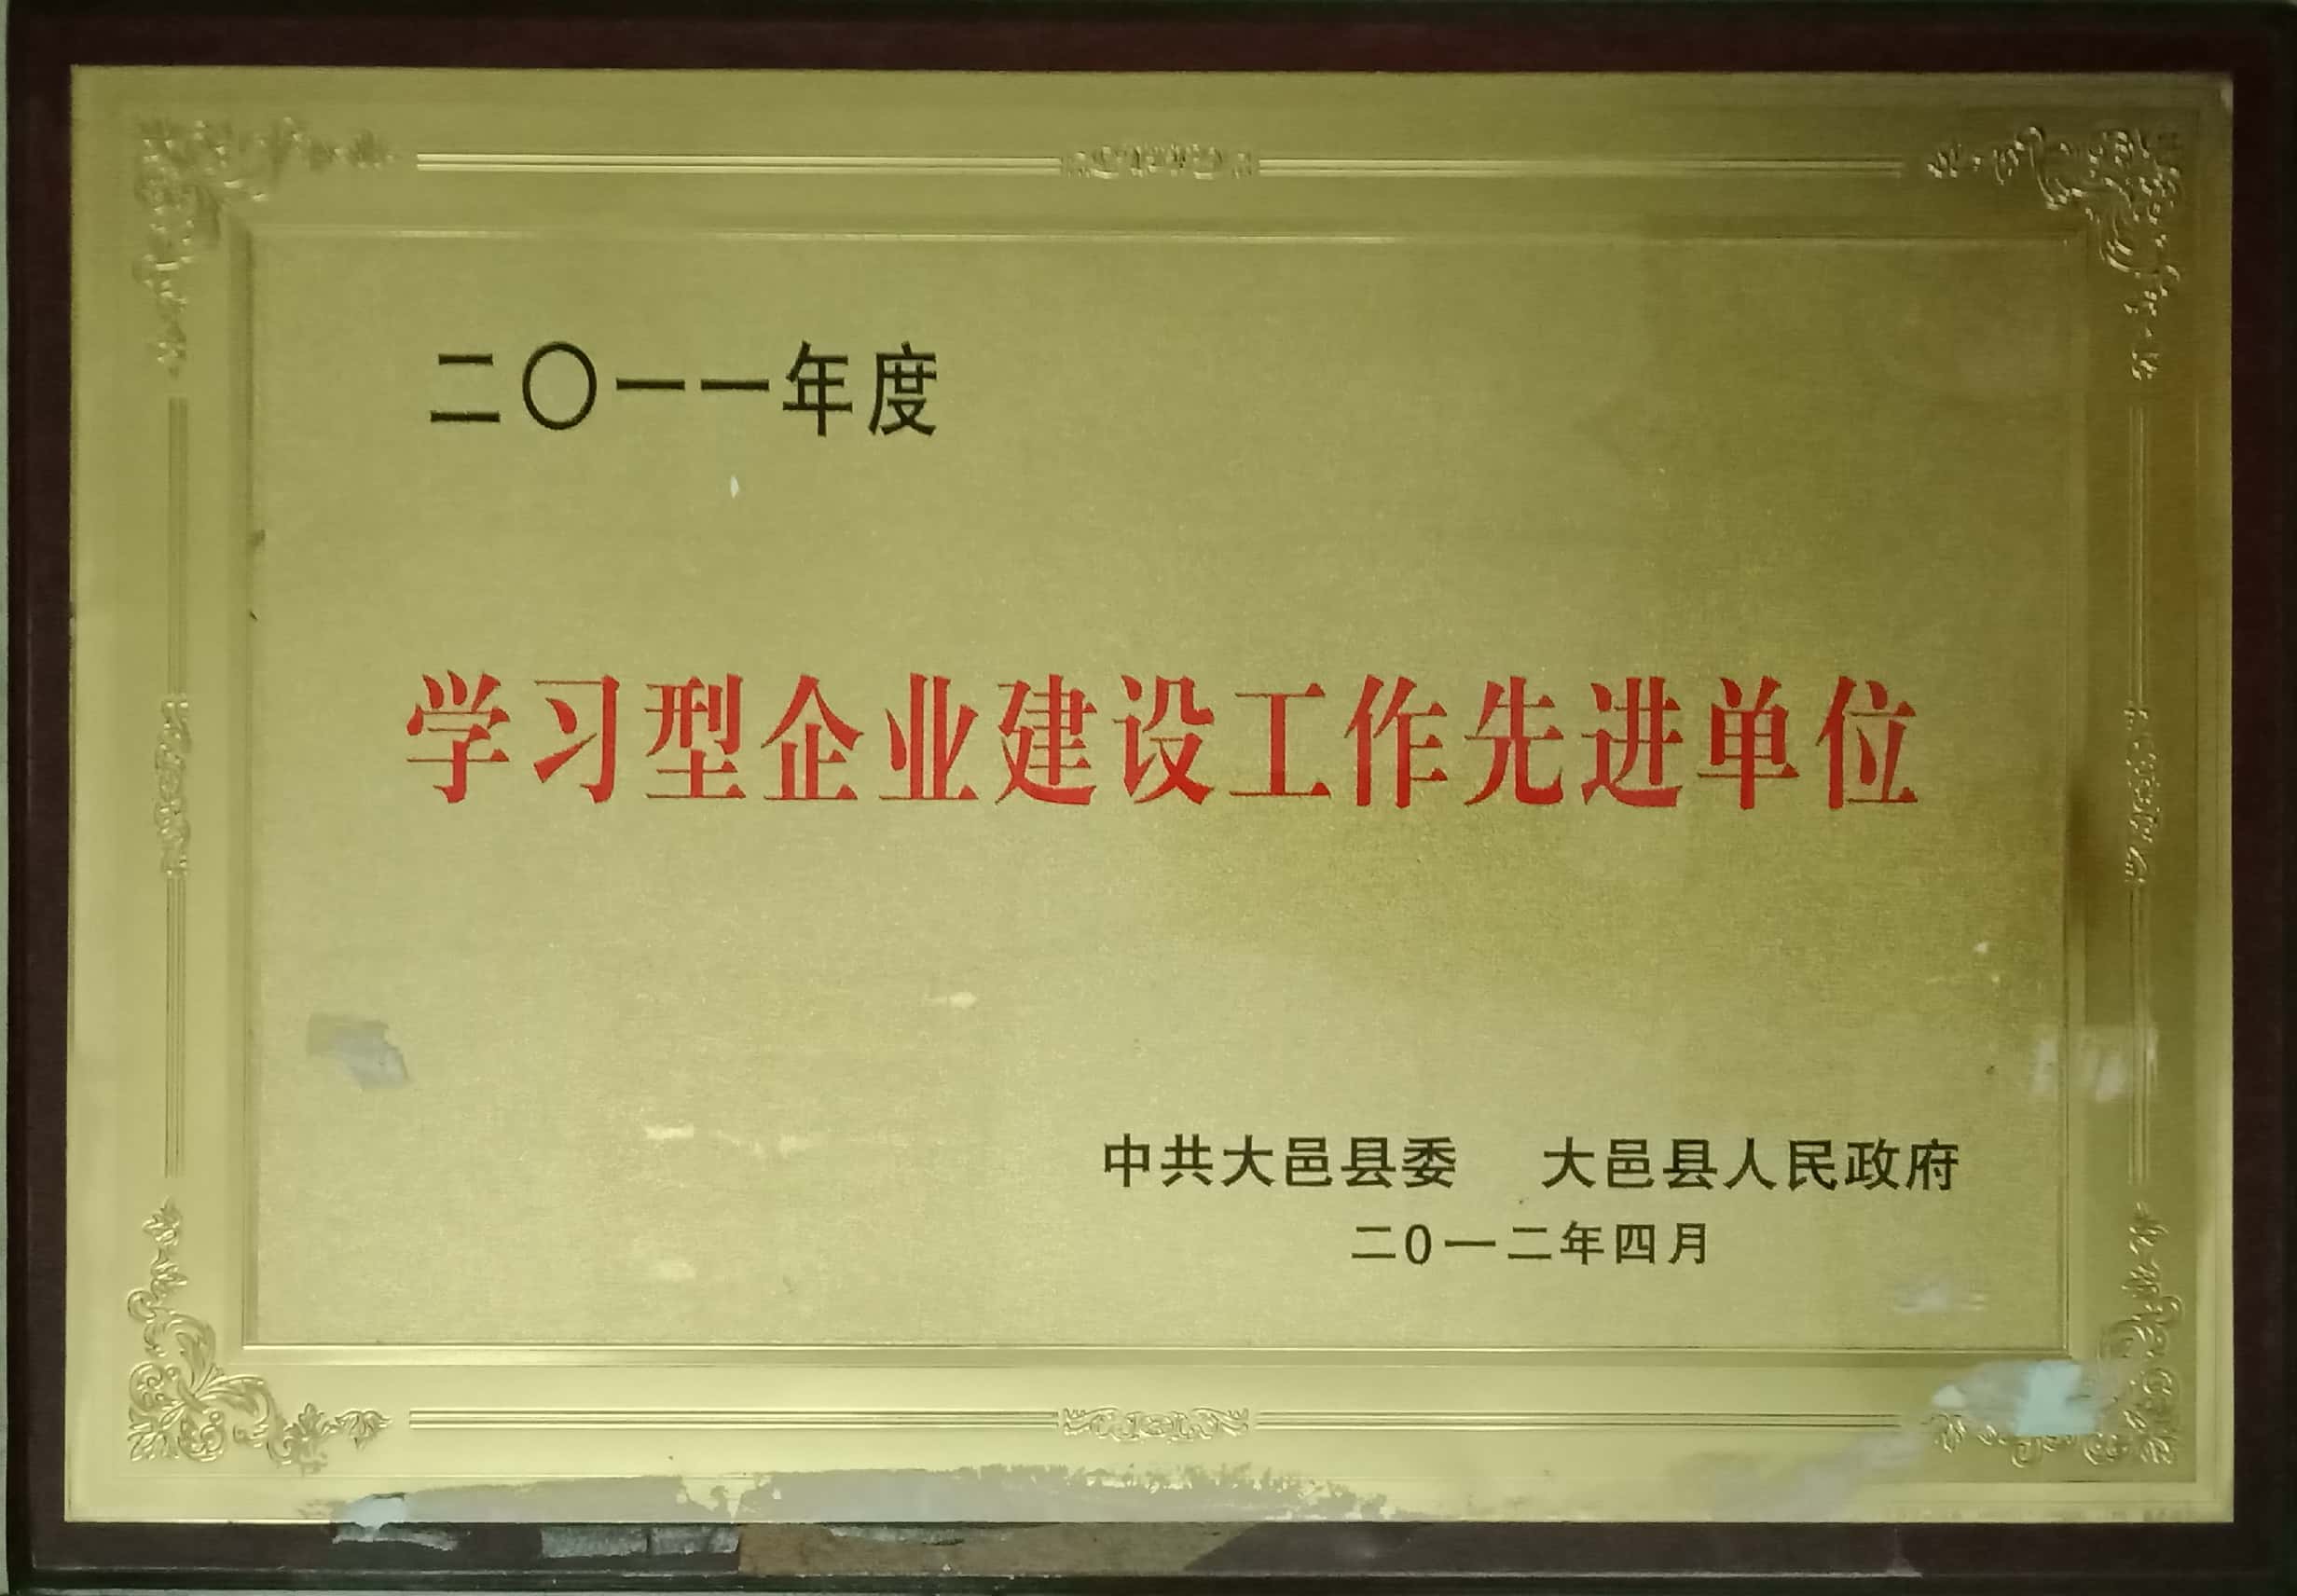 二〇一一年度
学习型企业建设工作先进单位
中共大邑县委 大邑县人民政府
二0一二年四月